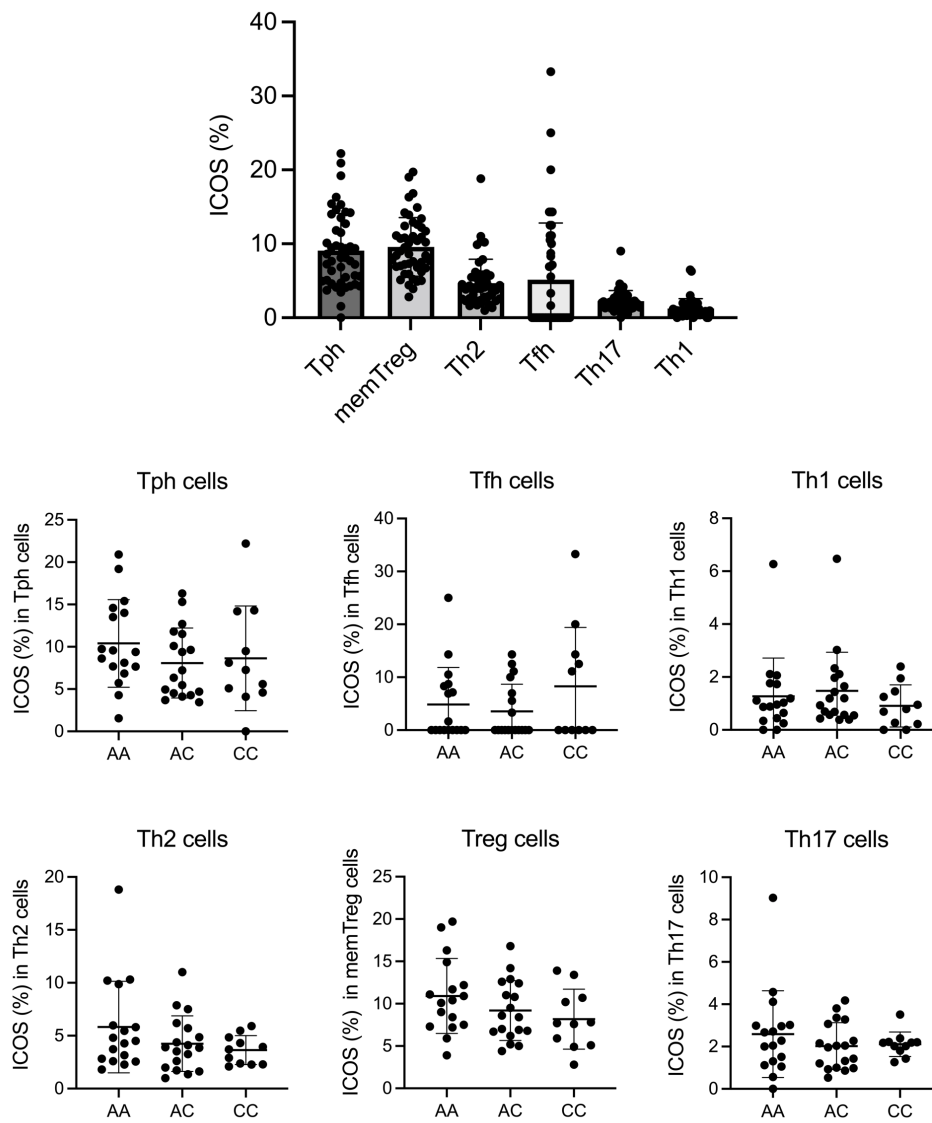 ICOS (%)
40
30
20
10
0
Tph
memTreg
Th2
Tfh
Th17
Th1
Tph cells
ICOS (%) in Tph cells
25
20
15
10
5
0
AA AC CC
Tfh cells
ICOS (%) in Tfh cells
40
30
20
10
0
AA AC CC
Th1 cells
ICOS (%) in Th1 cells
8
6
4
2
0
AA AC CC
Th2 cells
ICOS (%) in Th2 cells
20
15
10
5
0
AA AC CC
Treg cells
ICOS (%) in memTreg cells
25
20
15
10
5
0
AA AC CC
Th17 cells
ICOS (%) in Th17 cells
10
8
6
4
2
0
AA AC CC